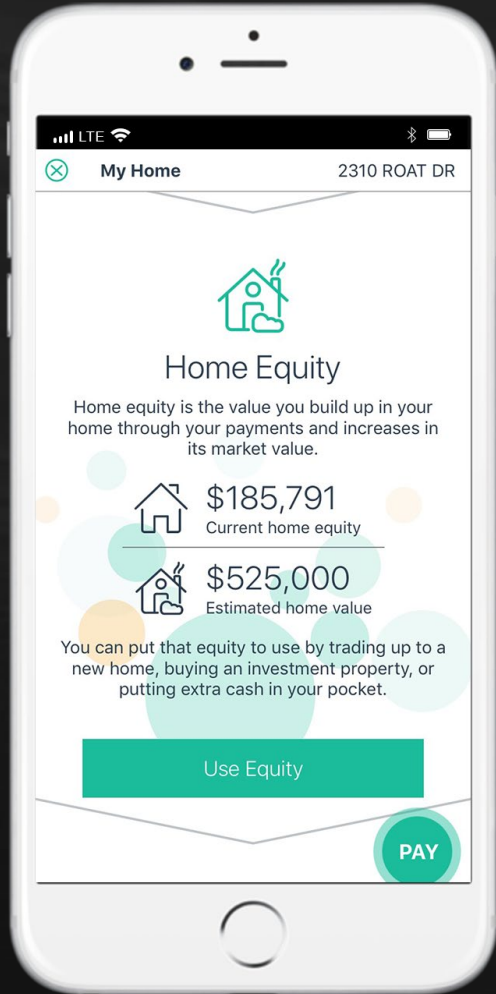 LTE
My Home
2310 ROAT DR
Home Equity
Home equity is the value you build up in your
home through your payments and increases in
its market value.
$185,791
Current home equity
$525,000
Estimated home value
You can put that equity to use by trading up to a
new home, buying an investment property, or
putting extra cash in your pocket.
Use Equity
PAY